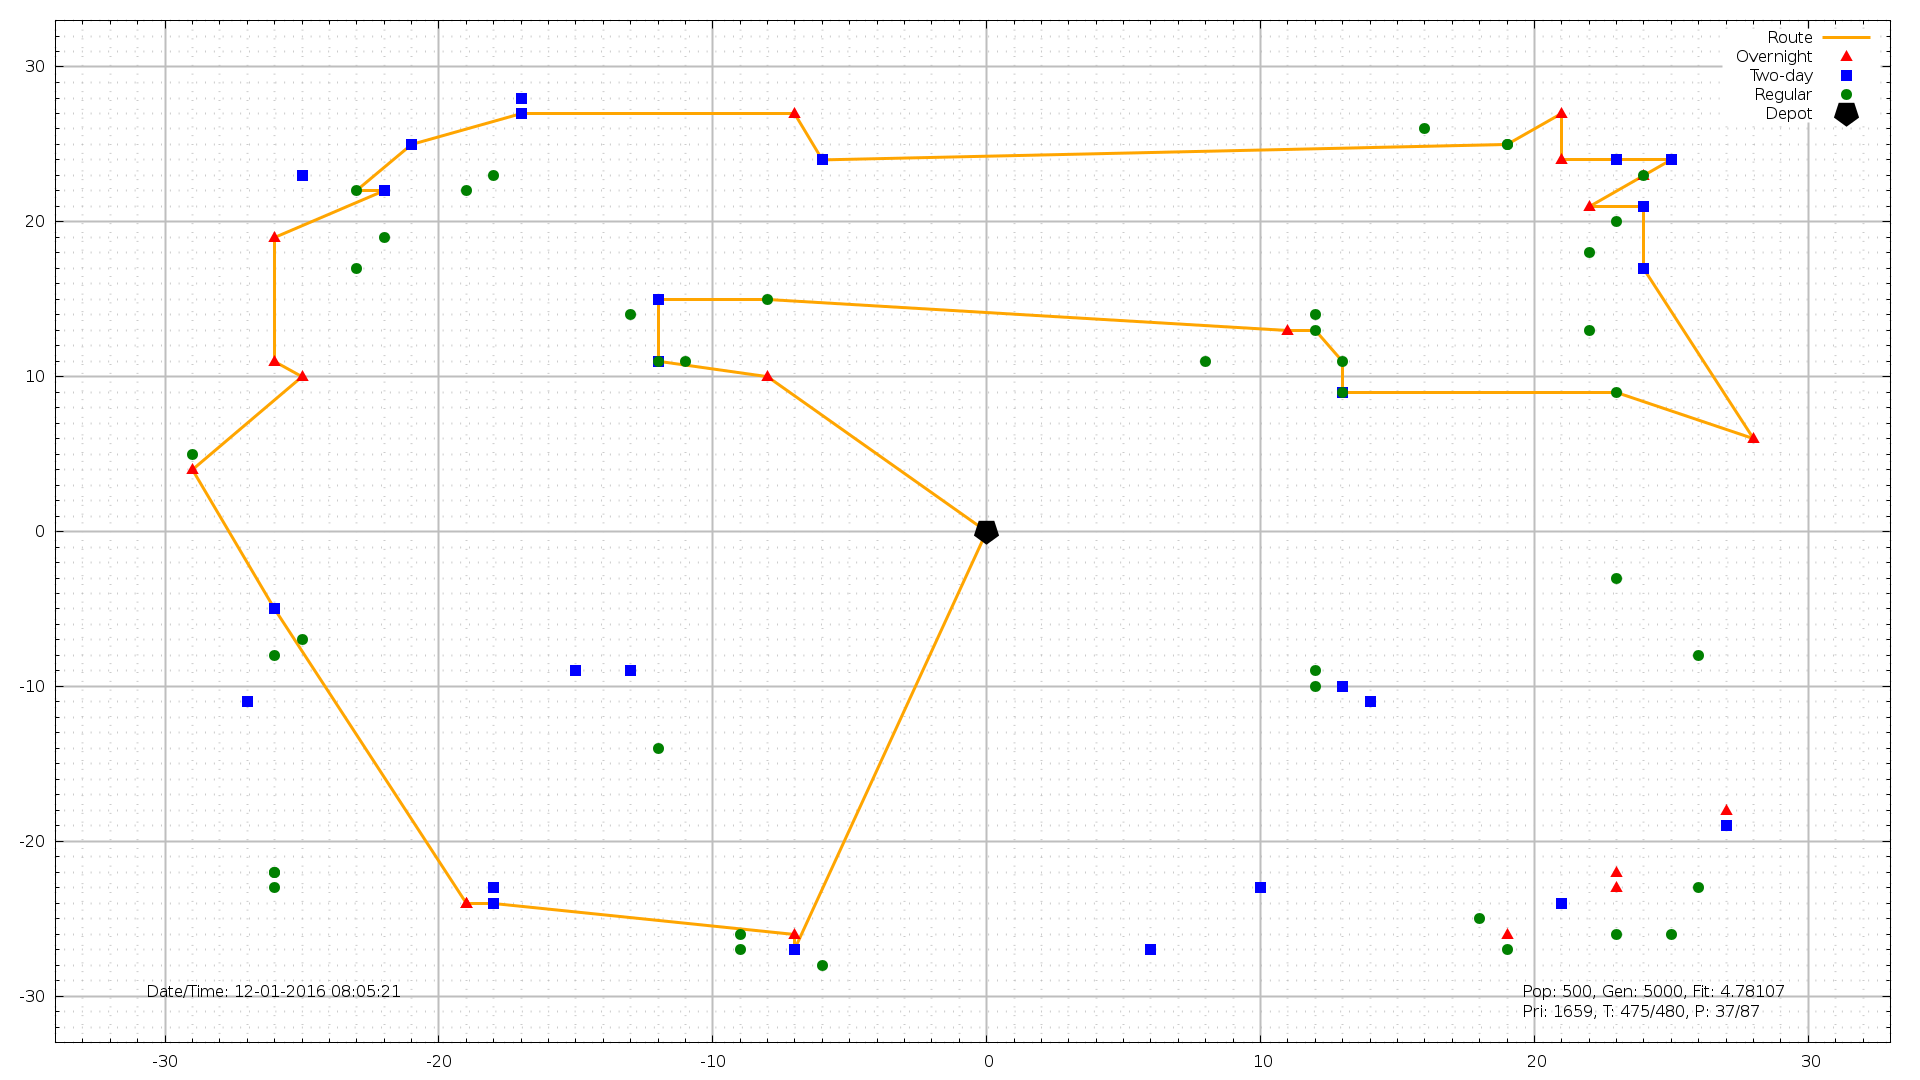 Route
Overnight
Two-day
Regular
Depot
30
20
10
0
-10
-20
-30
Date/Time: 12-01-2016 08:05:21
Pop: 500, Gen: 5000, Fit: 4.78107
Pri: 1659, T: 475/480, P: 37/87
-30 -20 -10 0 10 20 30